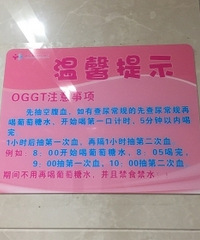 温馨提示
OGGT注意事项
先抽空腹血，如有查尿常规的先查尿常规再
喝葡萄糖水，开始喝第一口计时，5分钟以内喝
完
1小时后抽第一次血，再隔1小时抽第二次血
例如 8：00开始喝葡萄糖水，8：05喝完，
9：00抽第一次血，10：00抽第二次血
期间不用再喝葡萄糖水，并且禁食禁水